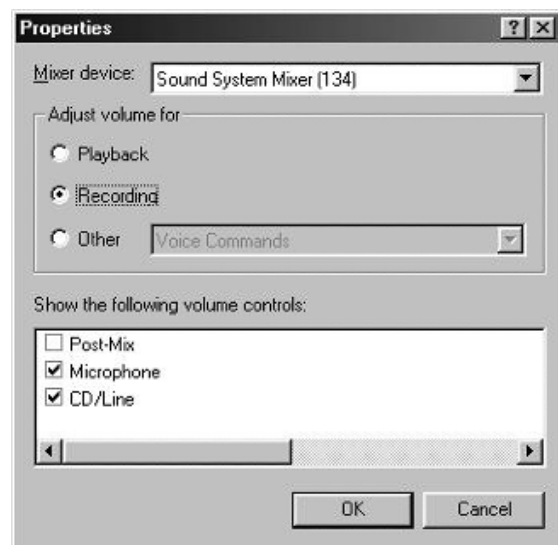 Properties
Mixer device: Sound System Mixer (134)
Adjust volume for
Playback
Recording
Other Voice Commands
Show the following volume controls:
Post-Mix
Microphone
CD/Line
OK Cancel